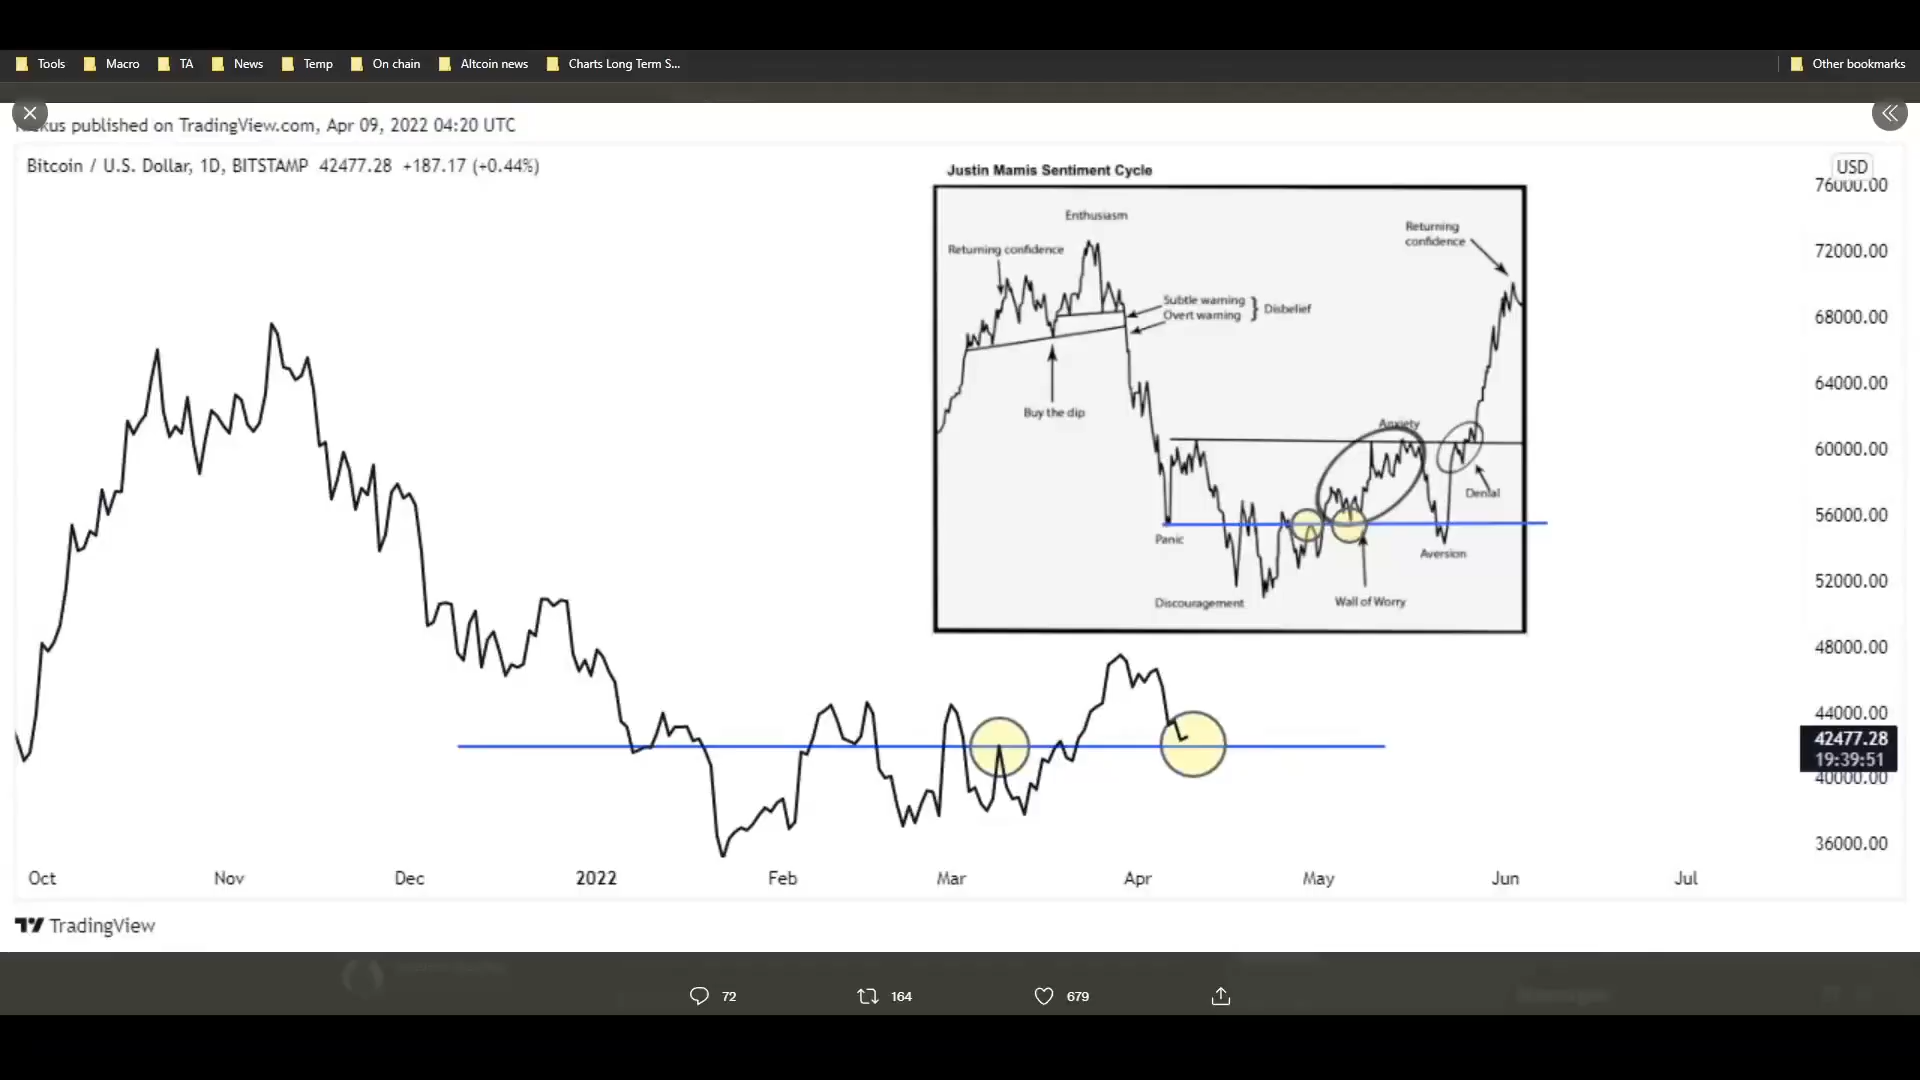 Tools Macro TA News Temp On chain Altcoin news Charts Long Term S... Other bookmarks
published on TradingView.com, Apr 09, 2022 04:20 UTC
Bitcoin / U.S. Dollar, 1D, BITSTAMP 42477.28 +187.17 (+0.44%)
USD
Justin Mamis Sentiment Cycle
Enthusiasm
Returning confidence
Returning
confidence
Subtle warning
Overt warning
Disbelief
Buy the dip
Anxiety
Denial
Panic
Aversion
Discouragement
Wall of Worry
76000.00
72000.00
68000.00
64000.00
60000.00
56000.00
52000.00
48000.00
44000.00
42477.28
19:39:51
40000.00
36000.00
Oct Nov Dec 2022 Feb Mar Apr May Jun Jul
TradingView
72 164 679